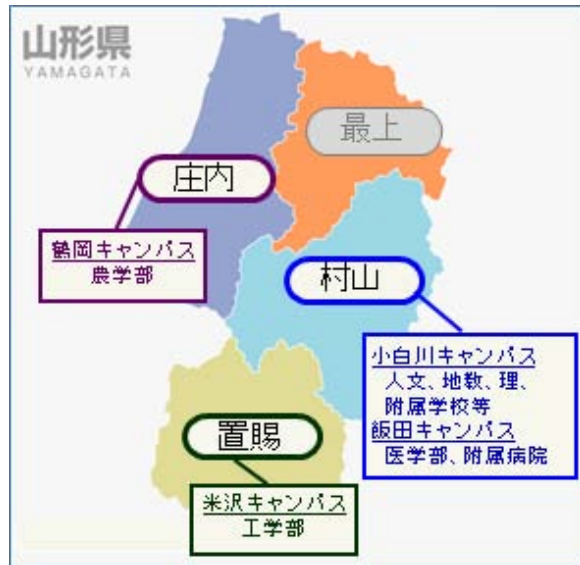 山形県
YAMAGATA
最上
庄内
鶴岡キャンパス
農学部
村山
小白川キャンパス
人文、地教、理、
附属学校等
飯田キャンパス
医学部、附属病院
置賜
米沢キャンパス
工学部